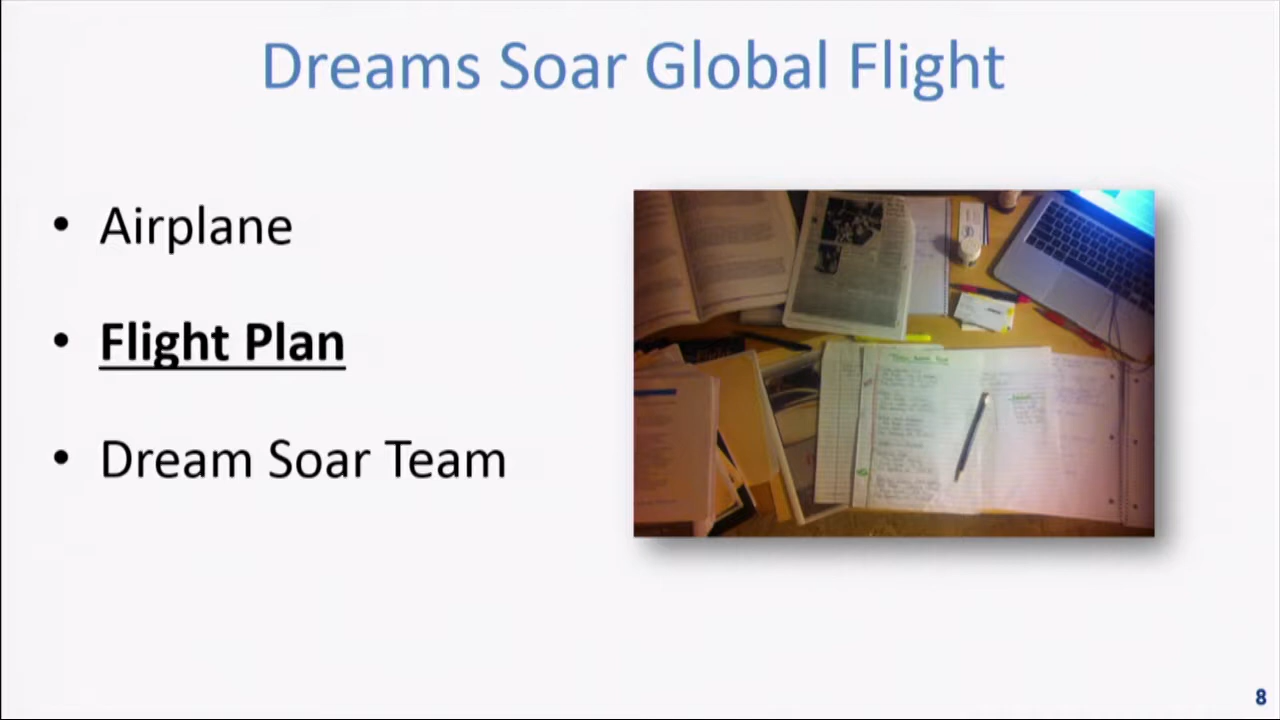 Dreams Soar Global Flight
• Airplane
• Flight Plan
• Dream Soar Team
8